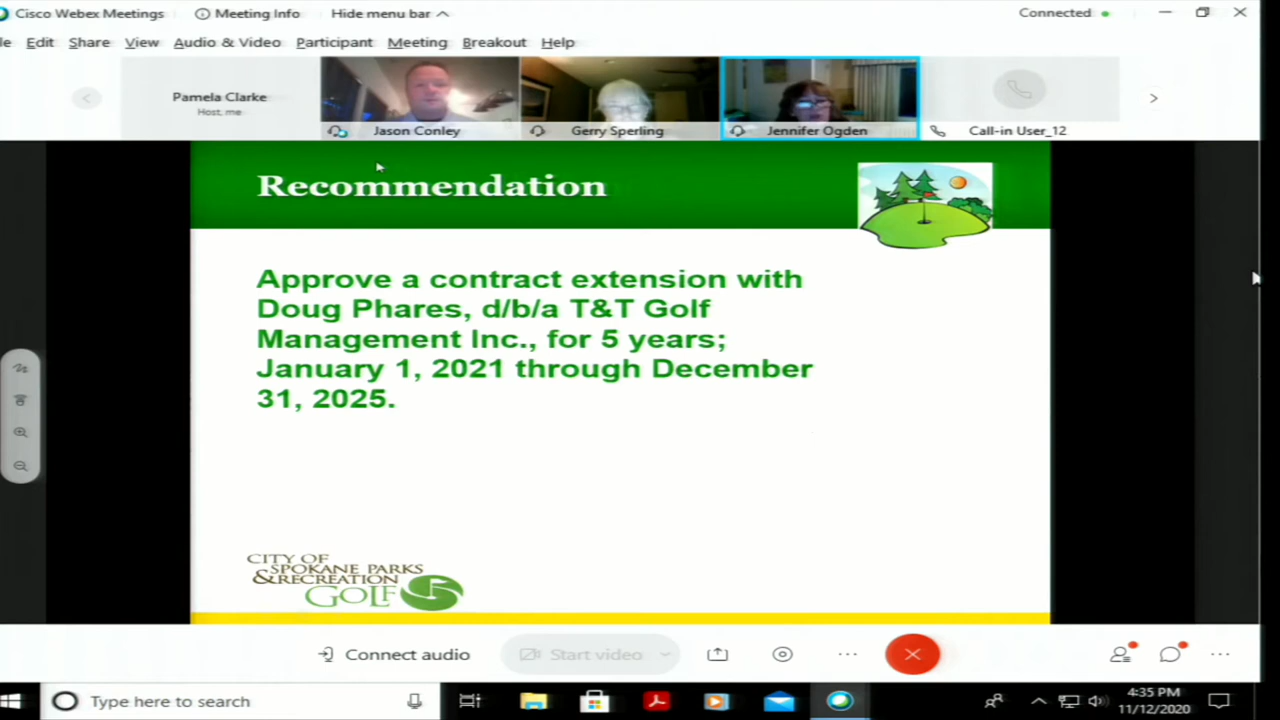 Cisco Webex Meetings
Meeting Info
Hide menu bar
Connected
le Edit Share View Audio & Video Participant Meeting Breakout Help
Pamela Clarke
Host, me
Jason Conley
Gerry Sperling
Jennifer Ogden
Call-in User_12
Recommendation
Approve a contract extension with
Doug Phares, d/b/a T&T Golf
Management Inc., for 5 years;
January 1, 2021 through December
31, 2025.
CITY OF
SPOKANE PARKS
&RECREATION
GOLF
Connect audio
Start video
Type here to search
4:35 PM
11/12/2020